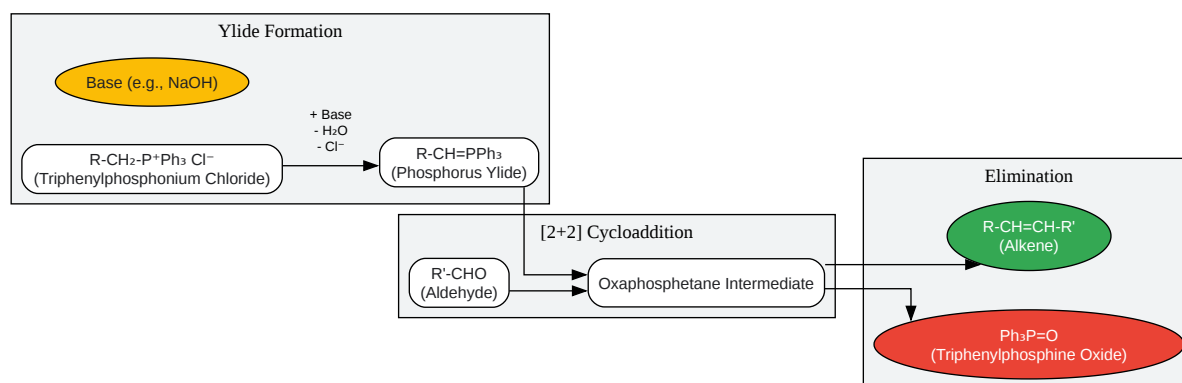 Ylide Formation
Base (e.g., NaOH)
+ Base
- H₂O
- Cl⁻
R-CH₂-P⁺Ph₃ Cl⁻
(Triphenylphosphonium Chloride)
R-CH=PPh₃
(Phosphorus Ylide)
[2+2] Cycloaddition
R'-CHO
(Aldehyde)
Oxaphosphetane Intermediate
Elimination
R-CH=CH-R'
(Alkene)
Ph₃P=O
(Triphenylphosphine Oxide)